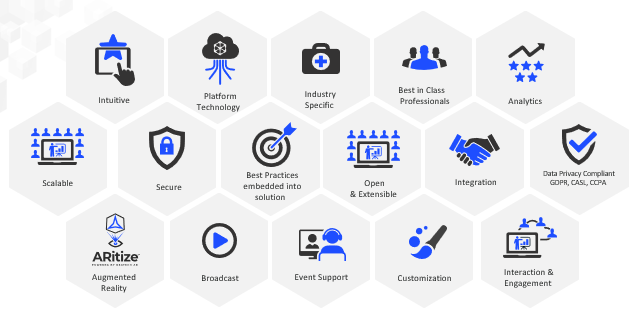 Intuitive
Platform
Technology
Industry
Specific
Best in Class
Professionals
Analytics
Scalable
Secure
Best Practices
embedded into
solution
Open
& Extensible
Integration
Data Privacy Compliant
GDPR, CASL, CCPA
ARitize
Augmented
Reality
Broadcast
Event Support
Customization
Interaction &
Engagement